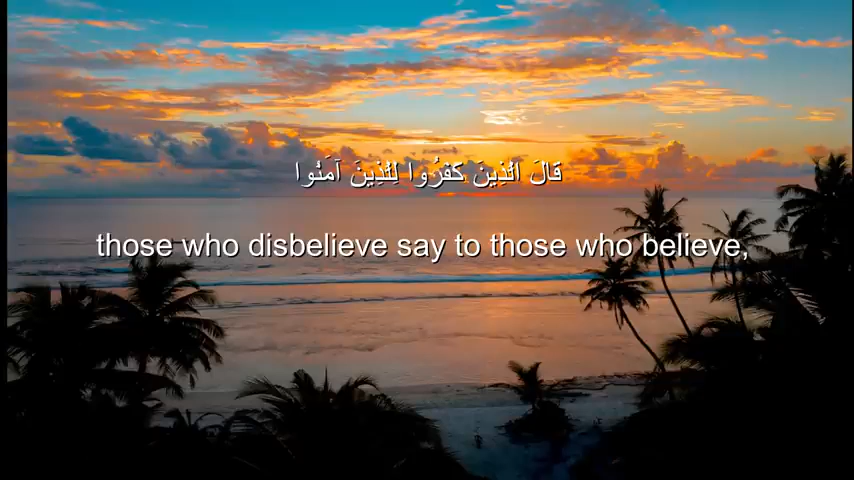 قَالَ الَّذِينَ كَفَرُوا لِلَّذِينَ آمَنُوا
those who disbelieve say to those who believe,